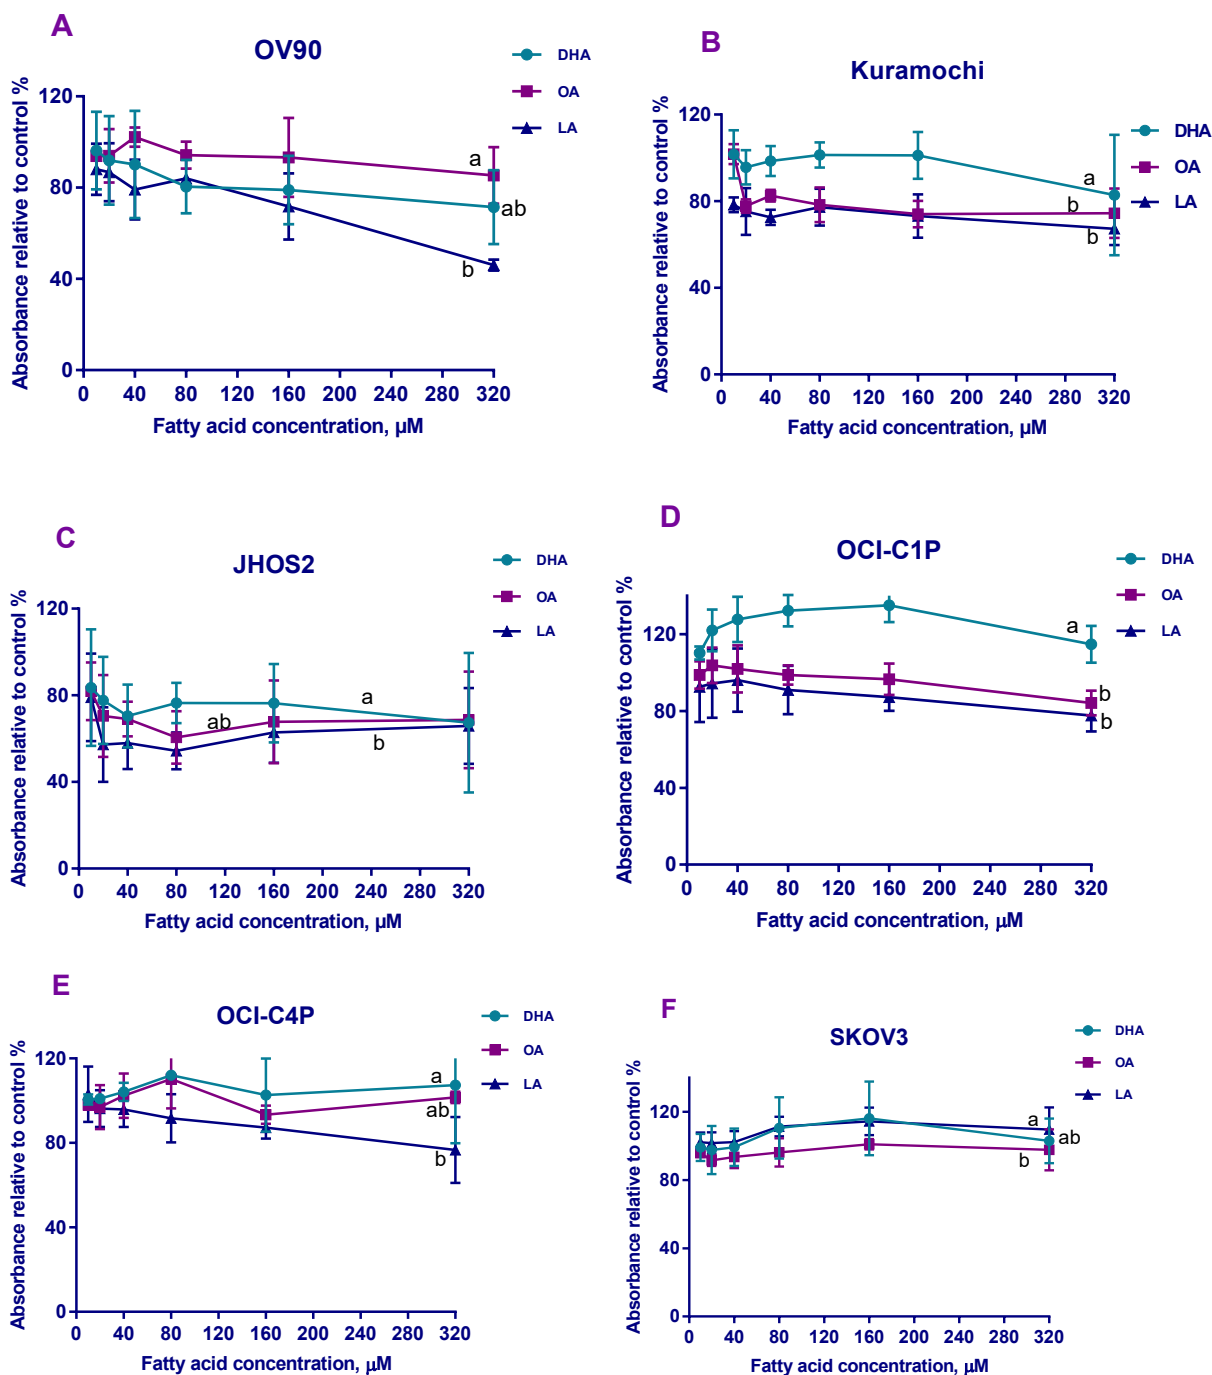 A
OV90
DHA
OA
LA
Absorbance relative to control %
120
80
40
0
a
ab
b
0 40 80 120 160 200 240 280 320
Fatty acid concentration, µM
B
Kuramochi
DHA
OA
LA
Absorbance relative to control %
120
80
40
0
a
b
b
0 40 80 120 160 200 240 280 320
Fatty acid concentration, µM
C
JHOS2
DHA
OA
LA
Absorbance relative to control %
120
80
40
0
a
ab
b
0 40 80 120 160 200 240 280 320
Fatty acid concentration, µM
D
OCI-C1P
DHA
OA
LA
Absorbance relative to control %
120
80
40
0
a
b
b
0 40 80 120 160 200 240 280 320
Fatty acid concentration, µM
E
OCI-C4P
DHA
OA
LA
Absorbance relative to control %
120
80
40
0
a
ab
b
0 40 80 120 160 200 240 280 320
Fatty acid concentration, µM
F
SKOV3
DHA
OA
LA
Absorbance relative to control %
120
80
40
0
a
ab
b
0 40 80 120 160 200 240 280 320
Fatty acid concentration, µM